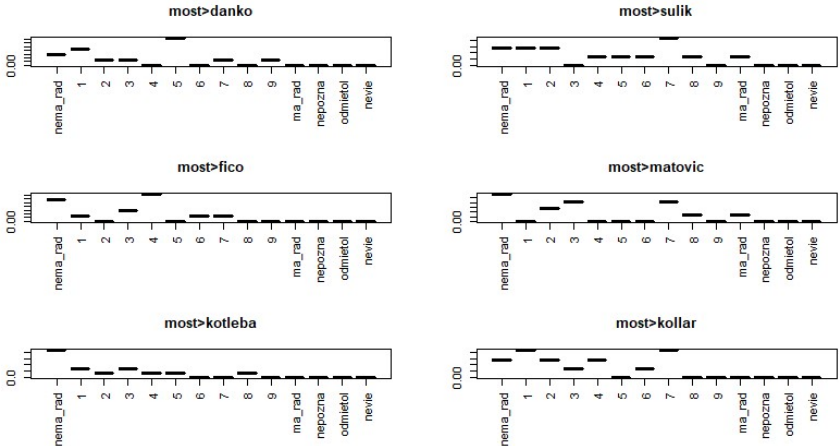 most>danko
0.00
nema_rad 1 2 3 4 5 6 7 8 9 ma_rad nepozna odmietol nevie
most>sulik
0.00
nema_rad 1 2 3 4 5 6 7 8 9 ma_rad nepozna odmietol nevie
most>fico
0.00
nema_rad 1 2 3 4 5 6 7 8 9 ma_rad nepozna odmietol nevie
most>matovic
0.00
nema_rad 1 2 3 4 5 6 7 8 9 ma_rad nepozna odmietol nevie
most>kotleba
0.0
nema_rad 1 2 3 4 5 6 7 8 9 ma_rad nepozna odmietol nevie
most>kollar
0.00
nema_rad 1 2 3 4 5 6 7 8 9 ma_rad nepozna odmietol nevie